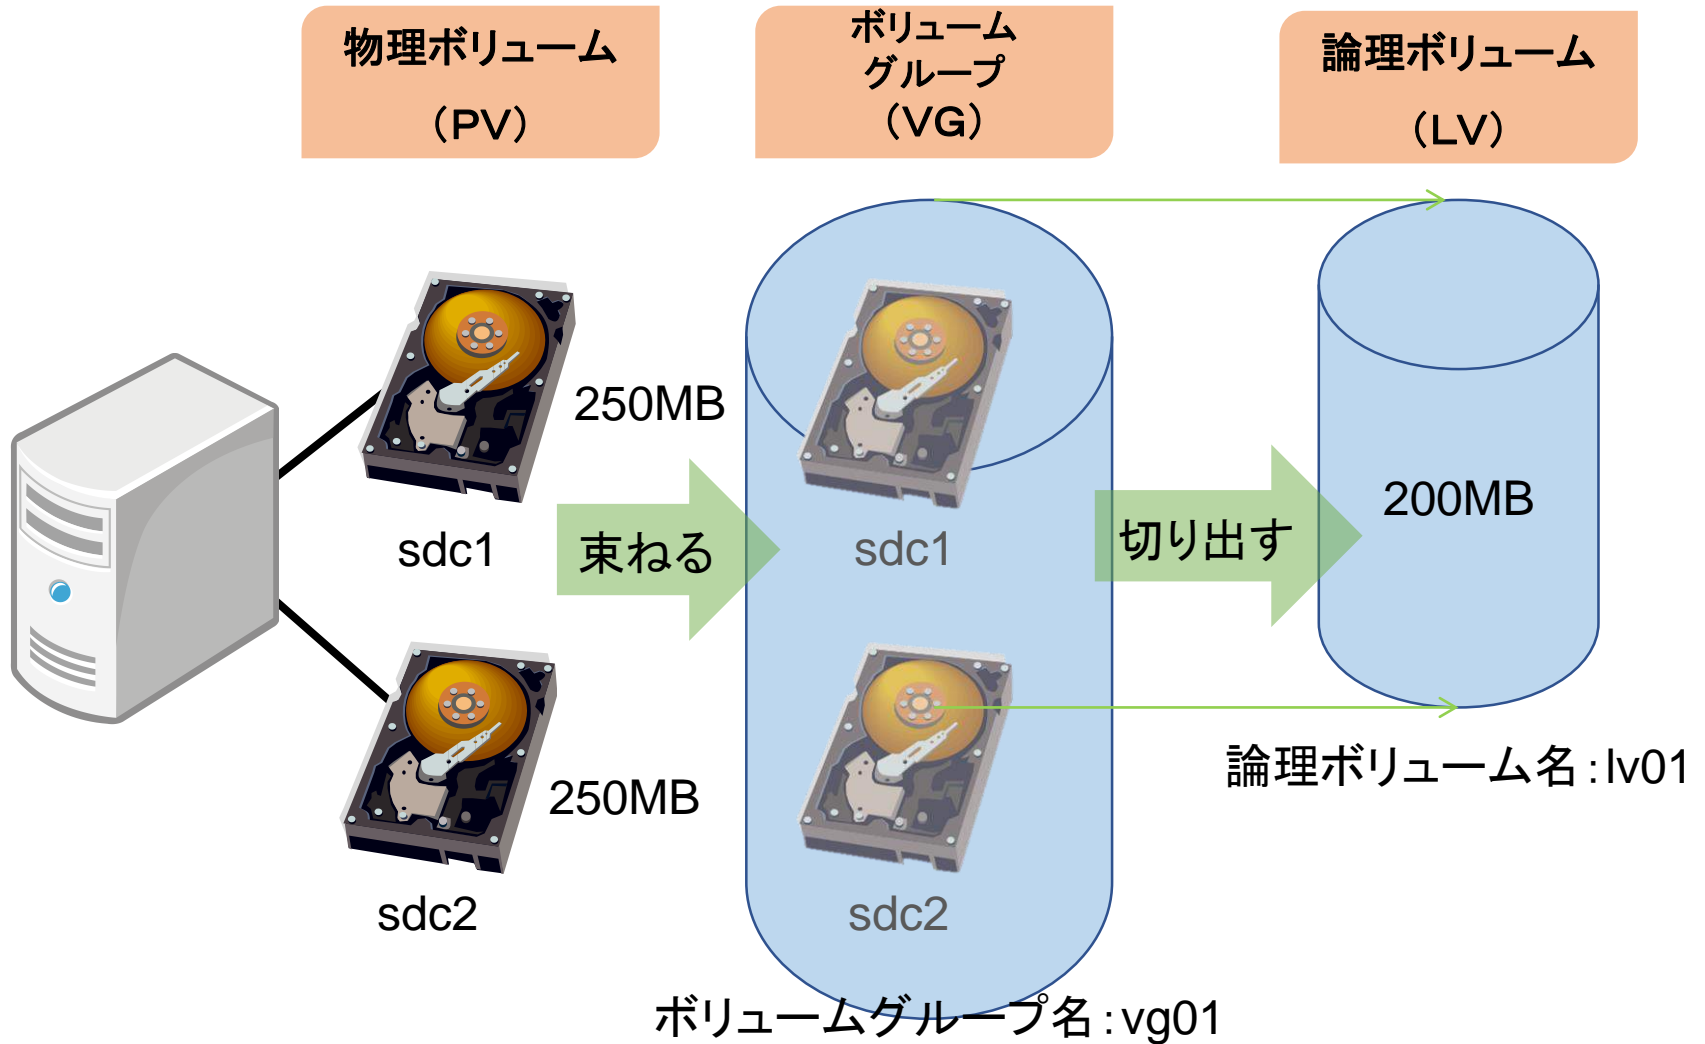 物理ボリューム
（PV）
ボリューム
グループ
（VG）
論理ボリューム
（LV）
250MB
sdc1
250MB
sdc2
束ねる
sdc1
sdc2
ボリュームグループ名：vg01
切り出す
200MB
論理ボリューム名：lv01